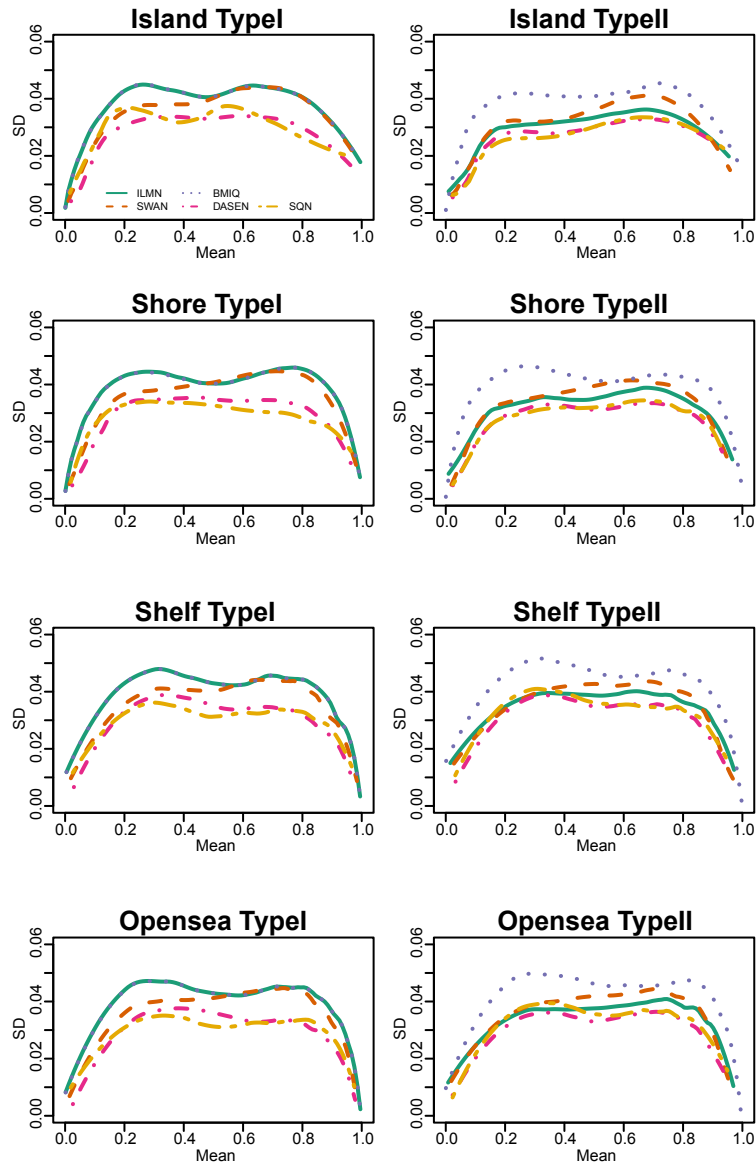 Island TypeI
0.00 0.02 0.04 0.06
SD
ILMN BMIQ
SWAN DASEN SQN
0.0 0.2 0.4 0.6 0.8 1.0
Mean
Island TypeII
0.00 0.02 0.04 0.06
SD
0.0 0.2 0.4 0.6 0.8 1.0
Mean
Shore TypeI
0.00 0.02 0.04 0.06
SD
0.0 0.2 0.4 0.6 0.8 1.0
Mean
Shore TypeII
0.00 0.02 0.04 0.06
SD
0.0 0.2 0.4 0.6 0.8 1.0
Mean
Shelf TypeI
0.00 0.02 0.04 0.06
SD
0.0 0.2 0.4 0.6 0.8 1.0
Mean
Shelf TypeII
0.00 0.02 0.04 0.06
SD
0.0 0.2 0.4 0.6 0.8 1.0
Mean
Opensea TypeI
0.00 0.02 0.04 0.06
SD
0.0 0.2 0.4 0.6 0.8 1.0
Mean
Opensea TypeII
0.00 0.02 0.04 0.06
SD
0.0 0.2 0.4 0.6 0.8 1.0
Mean